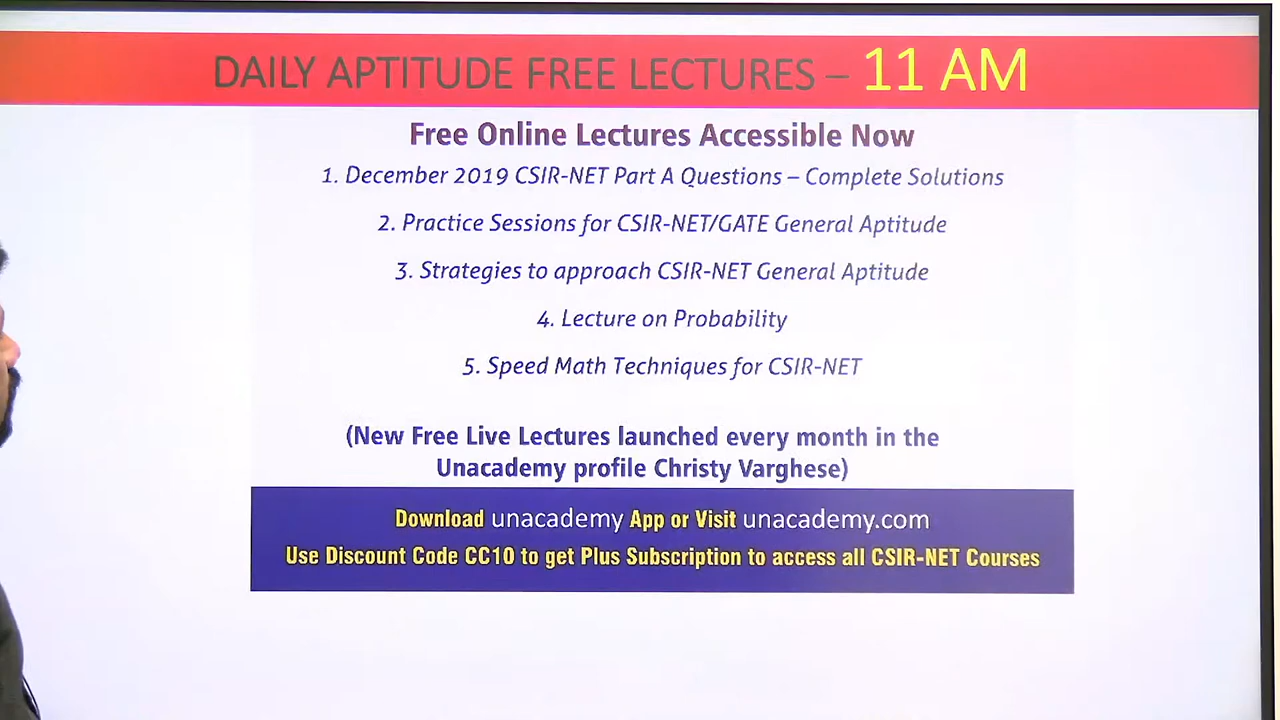 DAILY APTITUDE FREE LECTURES – 11 AM
Free Online Lectures Accessible Now
1. December 2019 CSIR-NET Part A Questions – Complete Solutions
2. Practice Sessions for CSIR-NET/GATE General Aptitude
3. Strategies to approach CSIR-NET General Aptitude
4. Lecture on Probability
5. Speed Math Techniques for CSIR-NET
(New Free Live Lectures launched every month in the
Unacademy profile Christy Varghese)
Download unacademy App or Visit unacademy.com
Use Discount Code CC10 to get Plus Subscription to access all CSIR-NET Courses